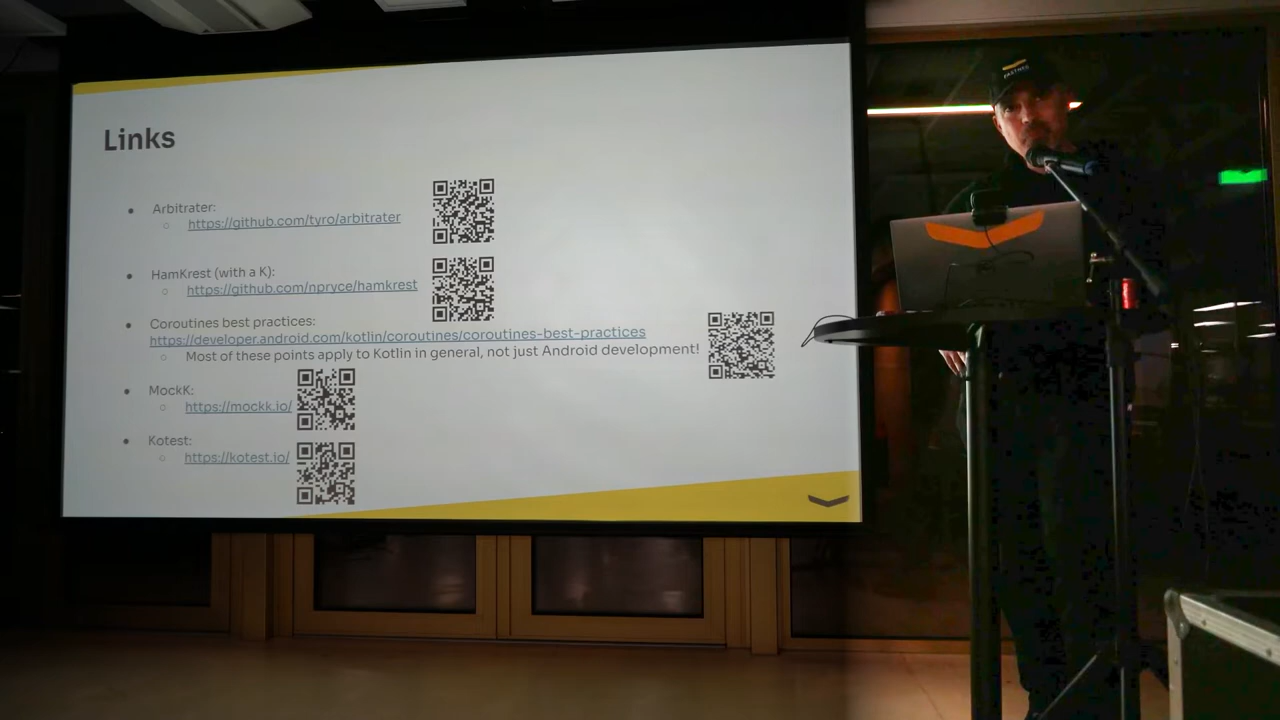 Links
Arbitrater:
https://github.com/tyro/arbitrater
HamKrest (with a K):
https://github.com/npryce/hamkrest
Coroutines best practices:
https://developer.android.com/kotlin/coroutines/coroutines-best-practices
Most of these points apply to Kotlin in general, not just Android development!
MockK:
https://mockk.io/
Kotest:
https://kotest.io/
FASTNED